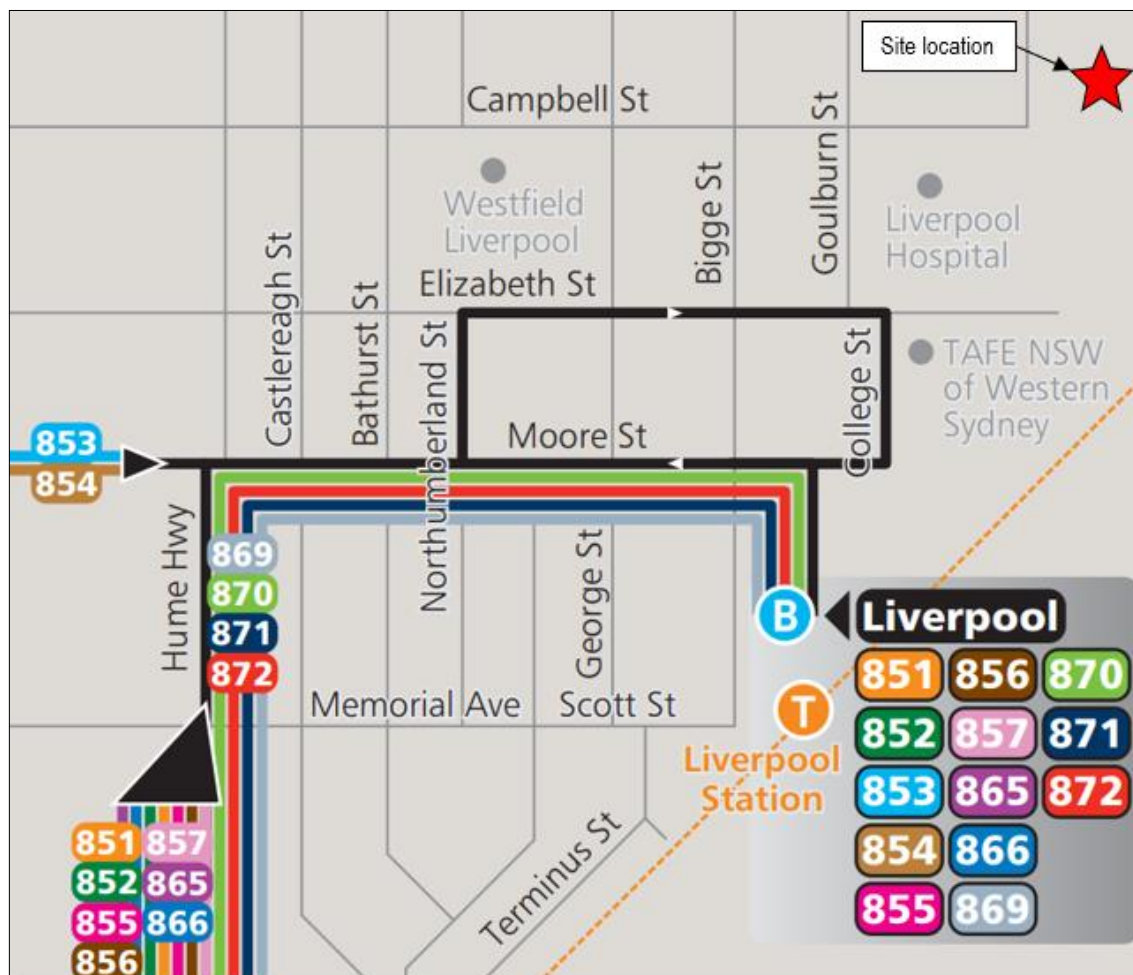 Site location
Campbell St
Goulburn St
Bigge St
Westfield
Liverpool
Liverpool
Hospital
Castlereagh St
Bathurst St
Northumberland St
Elizabeth St
College St
TAFE NSW
of Western
Sydney
853
854
Moore St
Hume Hwy
869
870
871
872
George St
B
Liverpool
851 856 870
852 857 871
853 865 872
854 866
855 869
Memorial Ave
Scott St
T
Liverpool
Station
Terminus St
851 857
852 865
855 866
856